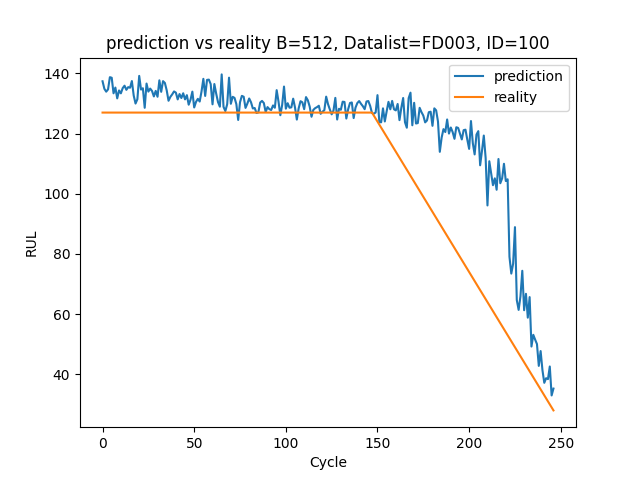 prediction vs reality B=512, Datalist=FD003, ID=100
prediction
reality
RUL
140
120
100
80
60
40
0 50 100 150 200 250
Cycle